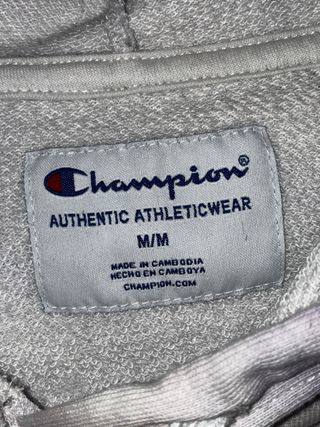 Champion®
AUTHENTIC ATHLETICWEAR
M/M
MADE IN CAMBODIA
HECHO EN CAMBOYA
CHAMPION.COM